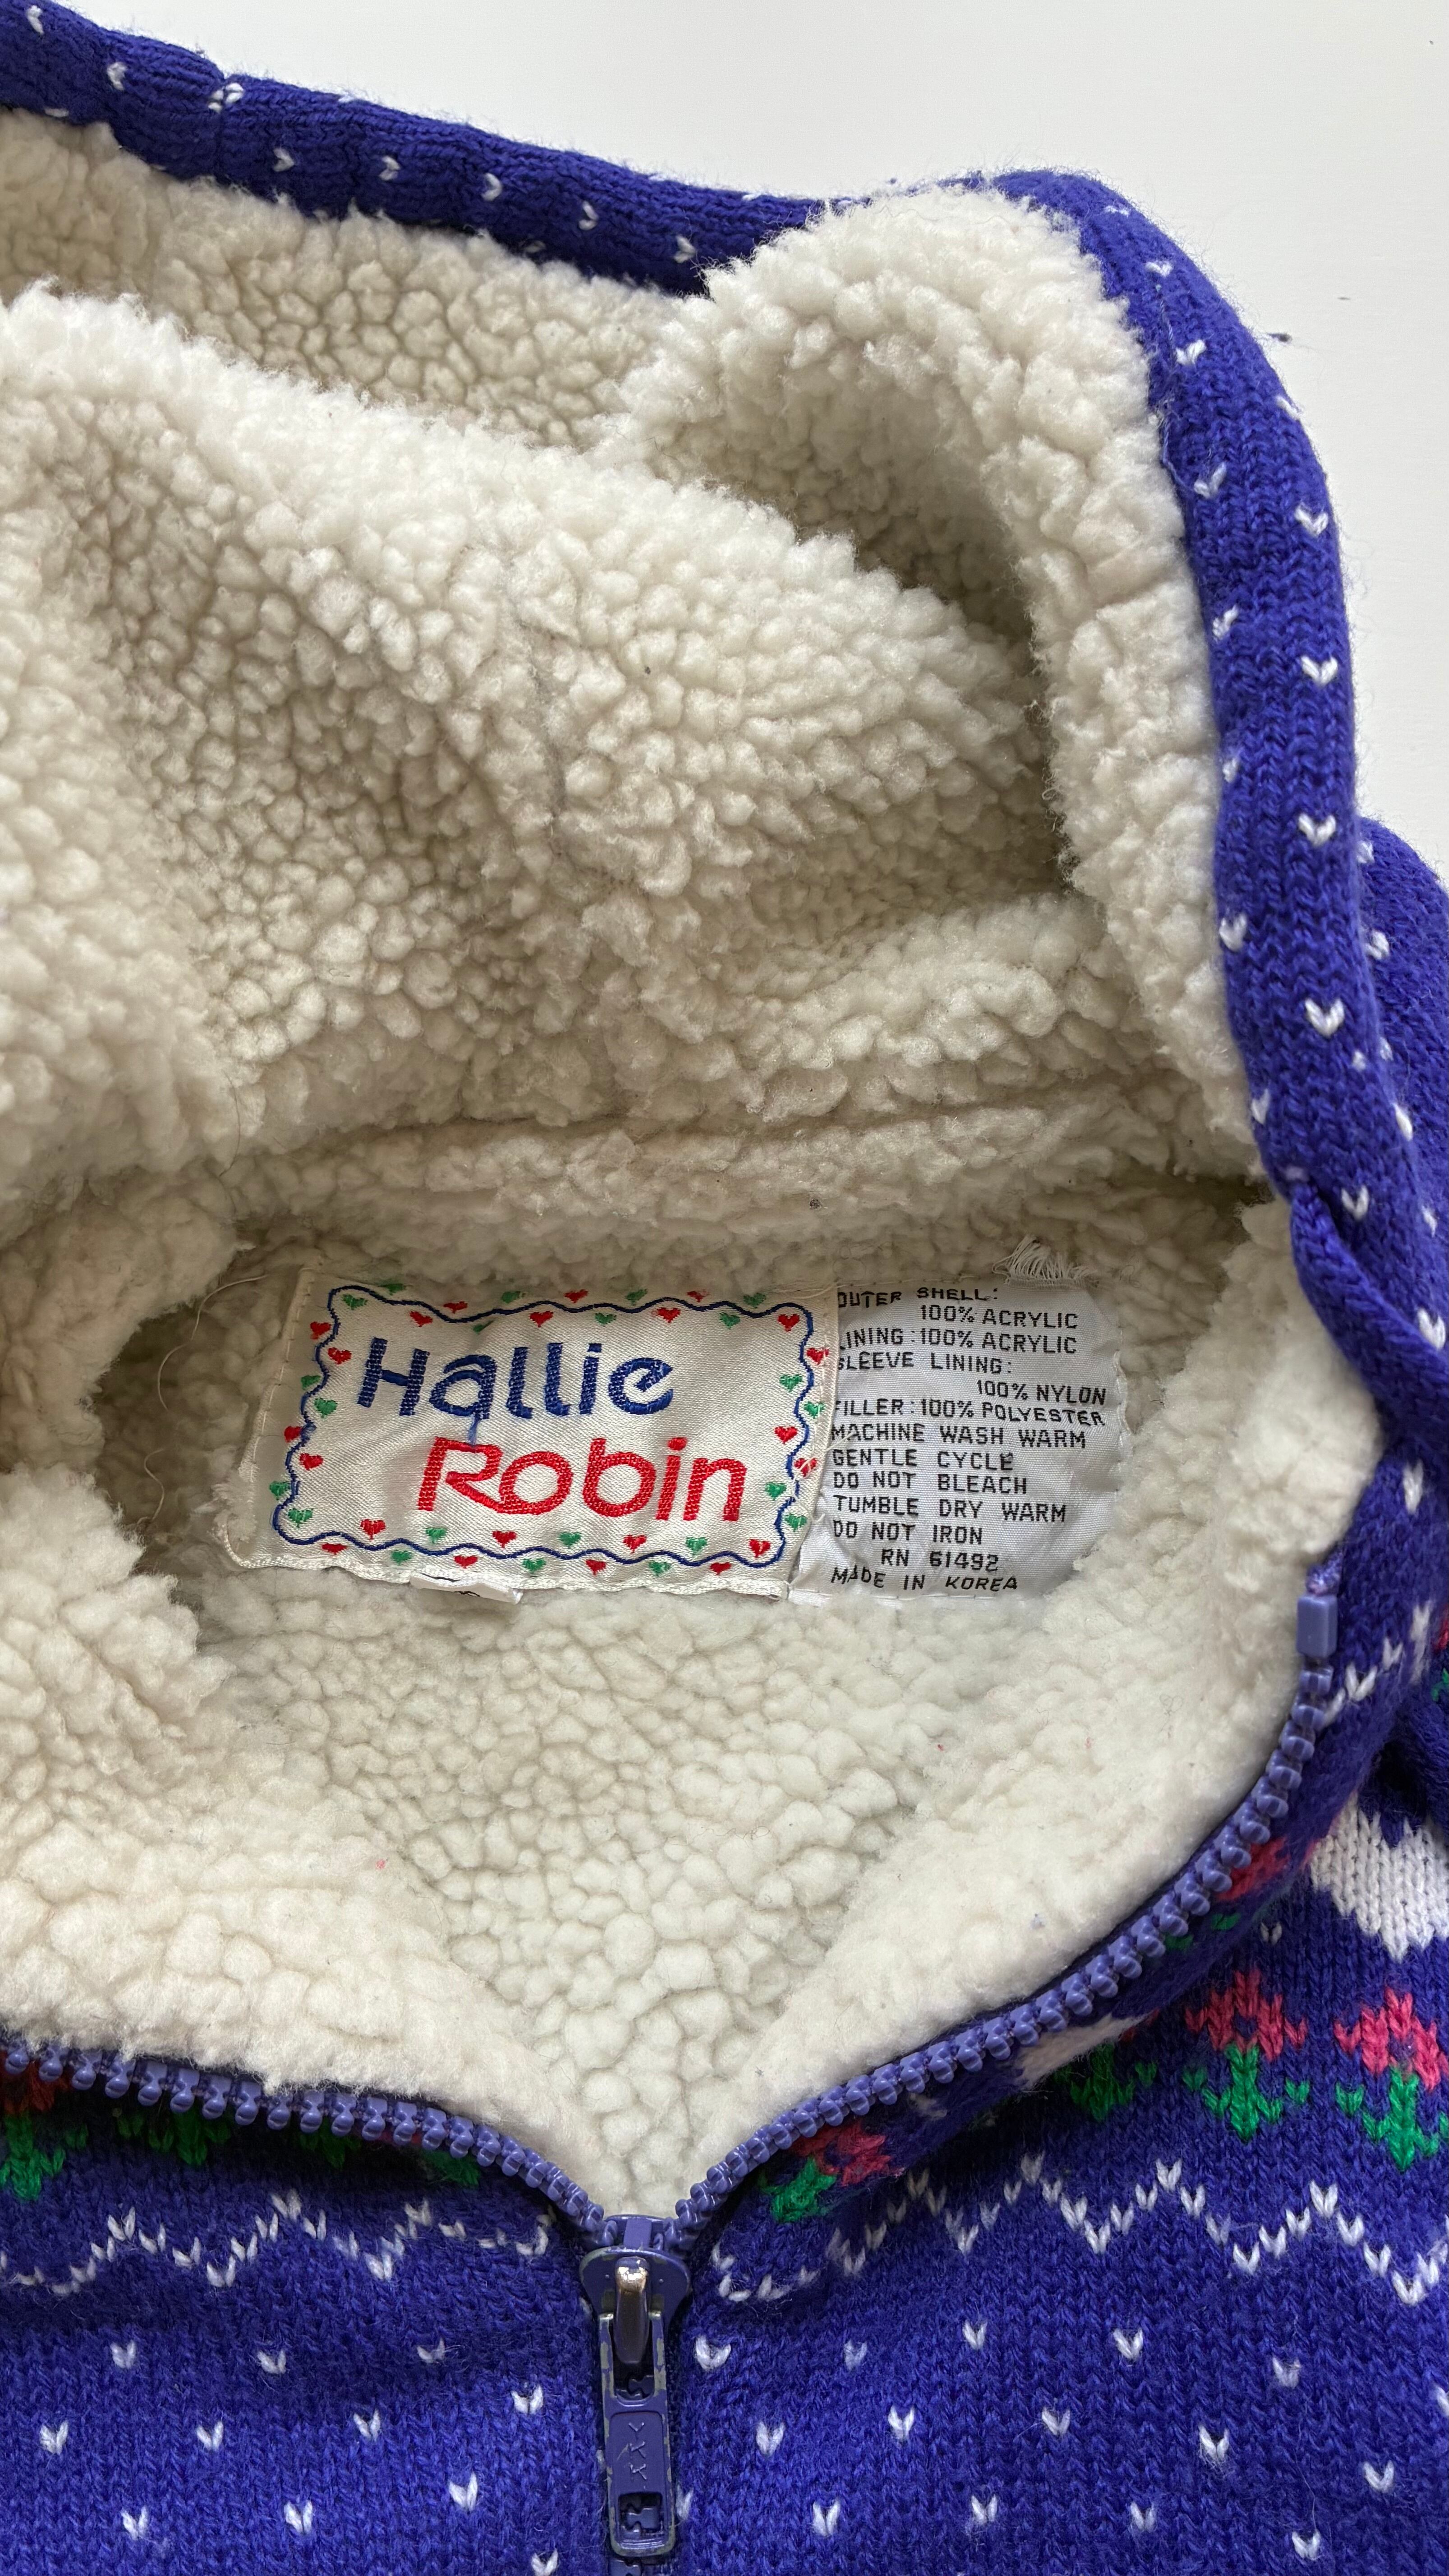 Hallie
Robin
OUTER SHELL:
100% ACRYLIC
LINING: 100% ACRYLIC
SLEEVE LINING:
100% NYLON
FILLER: 100% POLYESTER
MACHINE WASH WARM
GENTLE CYCLE
DO NOT BLEACH
TUMBLE DRY WARM
DO NOT IRON
RN 61492
MADE IN KOREA
YKK